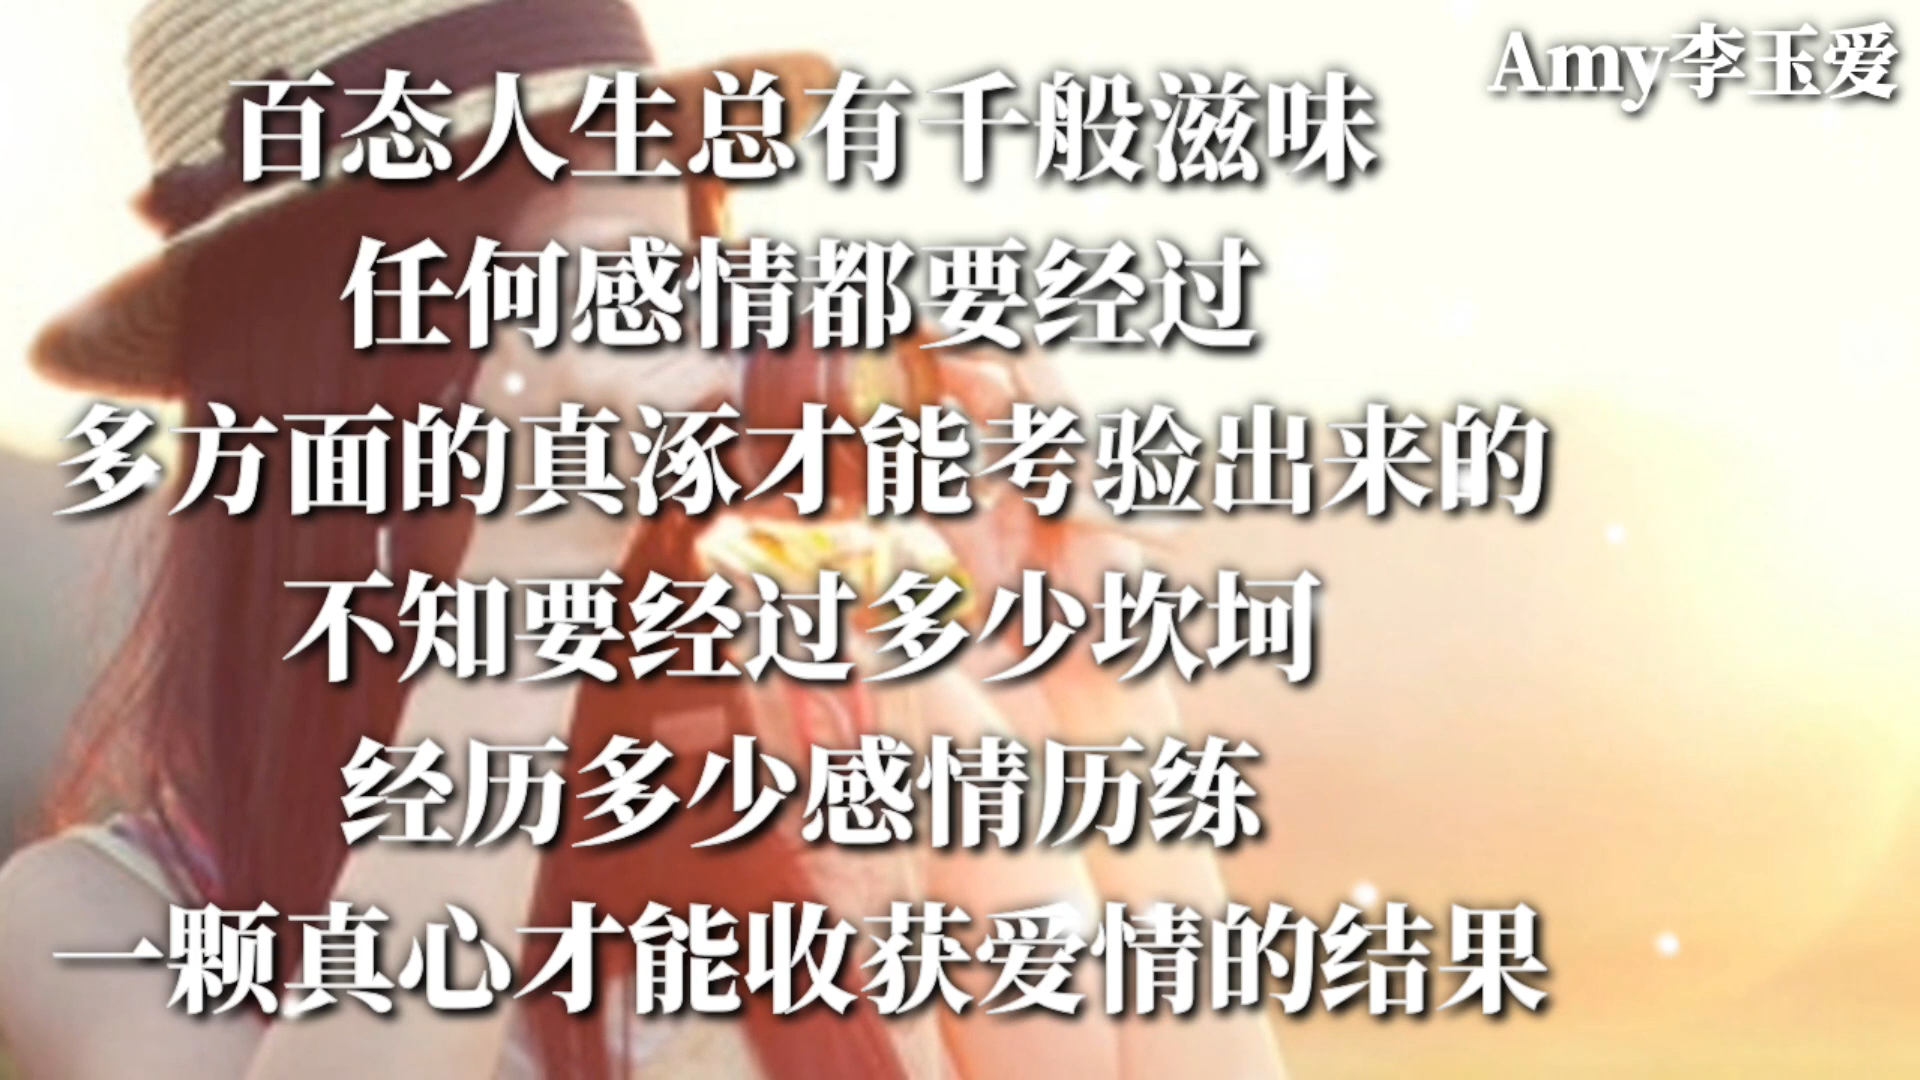 Amy李玉爱
百态人生总有千般滋味
任何感情都要经过
多方面的真涿才能考验出来的
不知要经过多少坎坷
经历多少感情历练
一颗真心才能收获爱情的结果